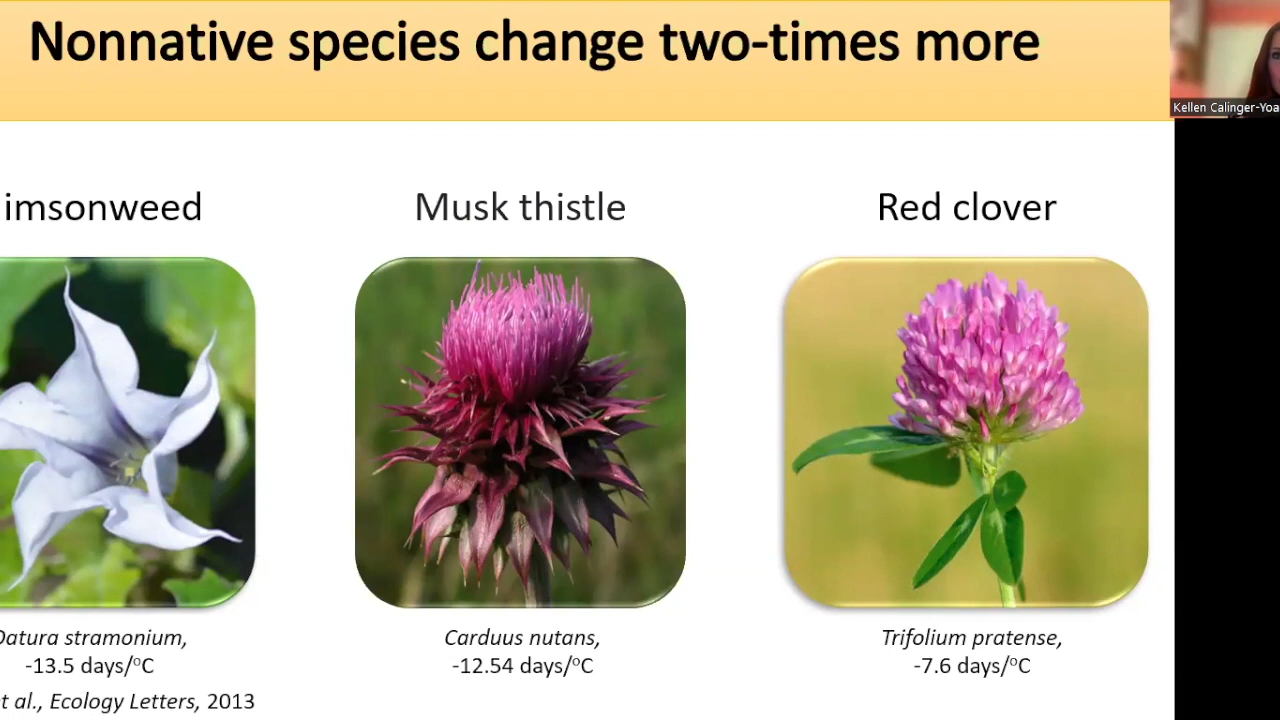 Nonnative species change two-times more
Kellen Calinger-Yoa
imsonweed
Musk thistle
Red clover
Datura stramonium,
-13.5 days/°C
Carduus nutans,
-12.54 days/°C
Trifolium pratense,
-7.6 days/°C
t al., Ecology Letters, 2013